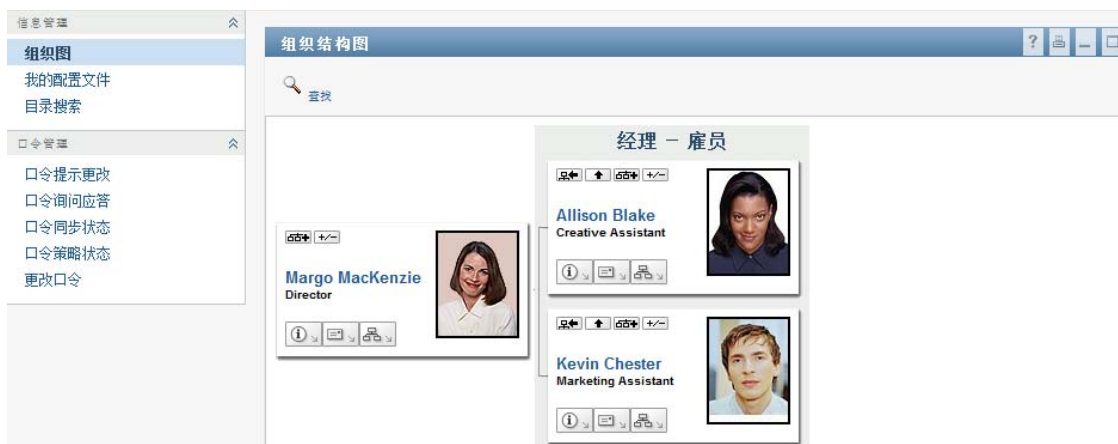 信息管理
组织图
我的配置文件
目录搜索
口令管理
口令提示更改
口令询问应答
口令同步状态
口令策略状态
更改口令
组织结构图
?
查找
经理 － 雇员
Margo MacKenzie
Director
+/-
Allison Blake
Creative Assistant
+/-
Kevin Chester
Marketing Assistant
+/-